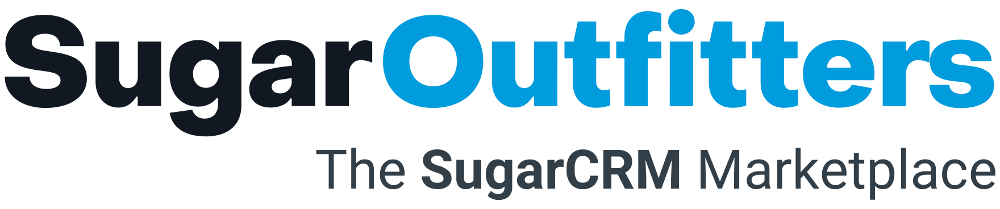 SugarOutfitters
The SugarCRM Marketplace